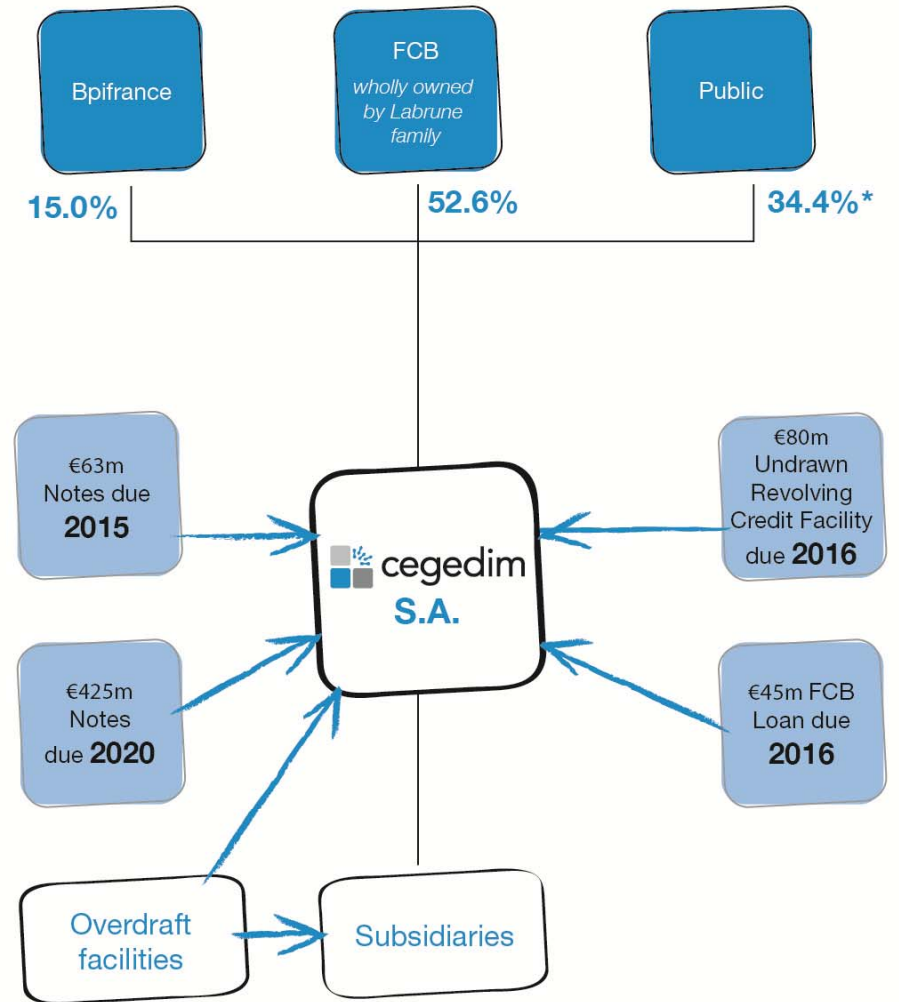 Bpifrance
FCB
wholly owned
by Labrune
family
Public
15.0%
52.6%
34.4%*
€63m
Notes due
2015
€80m
Undrawn
Revolving
Credit Facility
due 2016
cegedim
S.A.
€425m
Notes
due 2020
€45m FCB
Loan due
2016
Overdraft
facilities
Subsidiaries